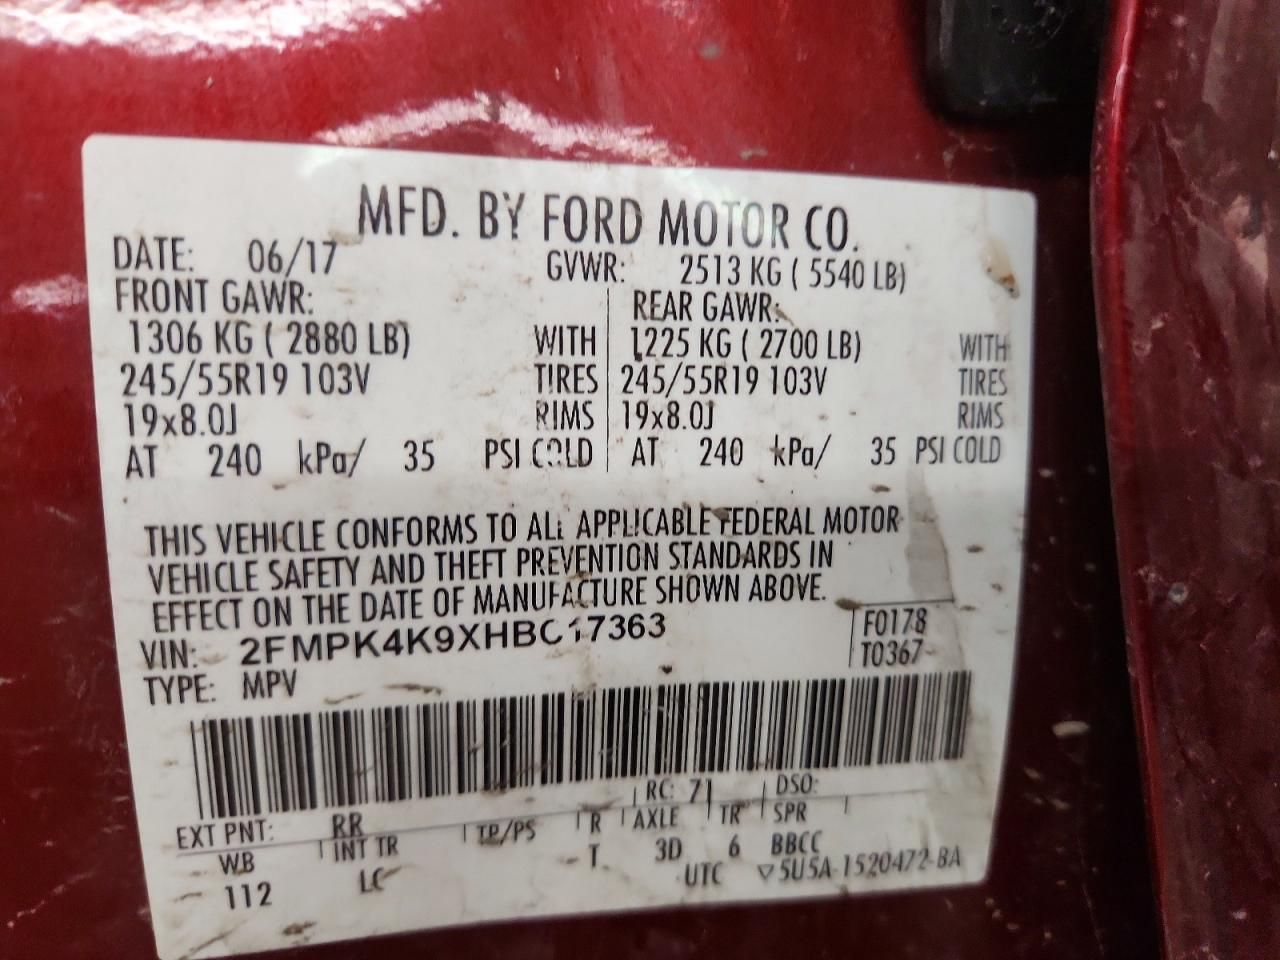 MFD. BY FORD MOTOR CO.
DATE: 06/17 GVWR: 2513 KG ( 5540 LB)
FRONT GAWR: REAR GAWR:
1306 KG ( 2880 LB) WITH 1225 KG ( 2700 LB) WITH
245/55R19 103V TIRES 245/55R19 103V TIRES
19x8.0J RIMS 19x8.0J RIMS
AT 240 kPa/ 35 PSI COLD AT 240 kPa/ 35 PSI COLD
THIS VEHICLE CONFORMS TO ALL APPLICABLE FEDERAL MOTOR
VEHICLE SAFETY AND THEFT PREVENTION STANDARDS IN
EFFECT ON THE DATE OF MANUFACTURE SHOWN ABOVE.
VIN: 2FMPK4K9XHBC17363 F0178
TYPE: MPV T0367
EXT PNT: RR RC: 71 DSO:
WB INT TR TP/PS R AXLE TR SPR
112 LC T 3D 6 BBCC
UTC ▽5U5A-1520472-BA